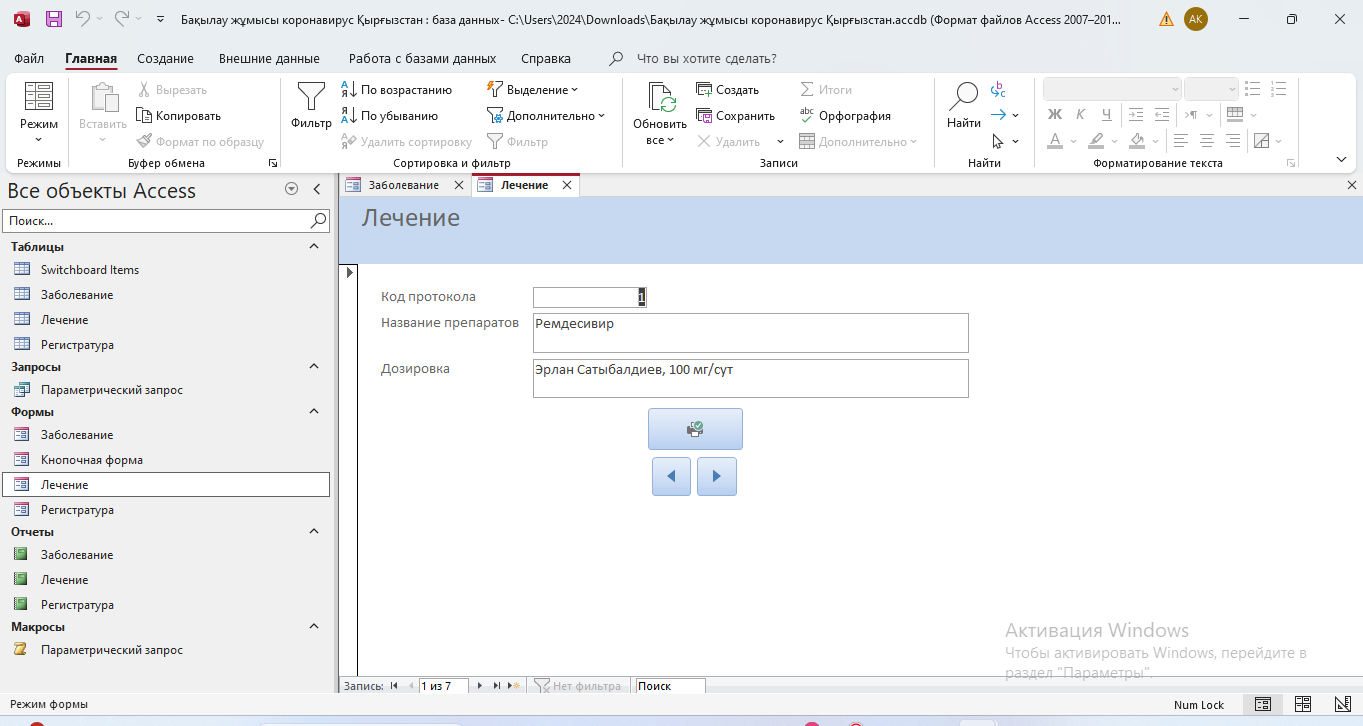 Бақылау жұмысы коронавирус Қырғызстан : база данных- C:\Users\2024\Downloads\Бақылау жұмысы коронавирус Қырғызстан.accdb (Формат файлов Access 2007–201...
АК
Файл Главная Создание Внешние данные Работа с базами данных Справка Что вы хотите сделать?
Режим
Режимы
Вставить
Вырезать
Копировать
Формат по образцу
Буфер обмена
Фильтр
По возрастанию
По убыванию
Удалить сортировку
Выделение
Дополнительно
Фильтр
Сортировка и фильтр
Обновить
все
Создать
Сохранить
Удалить
Итоги
Орфография
Дополнительно
Записи
Найти
Найти
Ж К Ч
А
Форматирование текста
Все объекты Access
Поиск...
Таблицы
Switchboard Items
Заболевание
Лечение
Регистратура
Запросы
Параметрический запрос
Формы
Заболевание
Кнопочная форма
Лечение
Регистратура
Отчеты
Заболевание
Лечение
Регистратура
Макросы
Параметрический запрос
Заболевание Лечение
Лечение
Код протокола 1
Название препаратов Ремдесивир
Дозировка Эрлан Сатыбалдиев, 100 мг/сут
Активация Windows
Чтобы активировать Windows, перейдите в
раздел "Параметры".
Запись: 1 из 7 Нет фильтра Поиск
Режим формы Num Lock